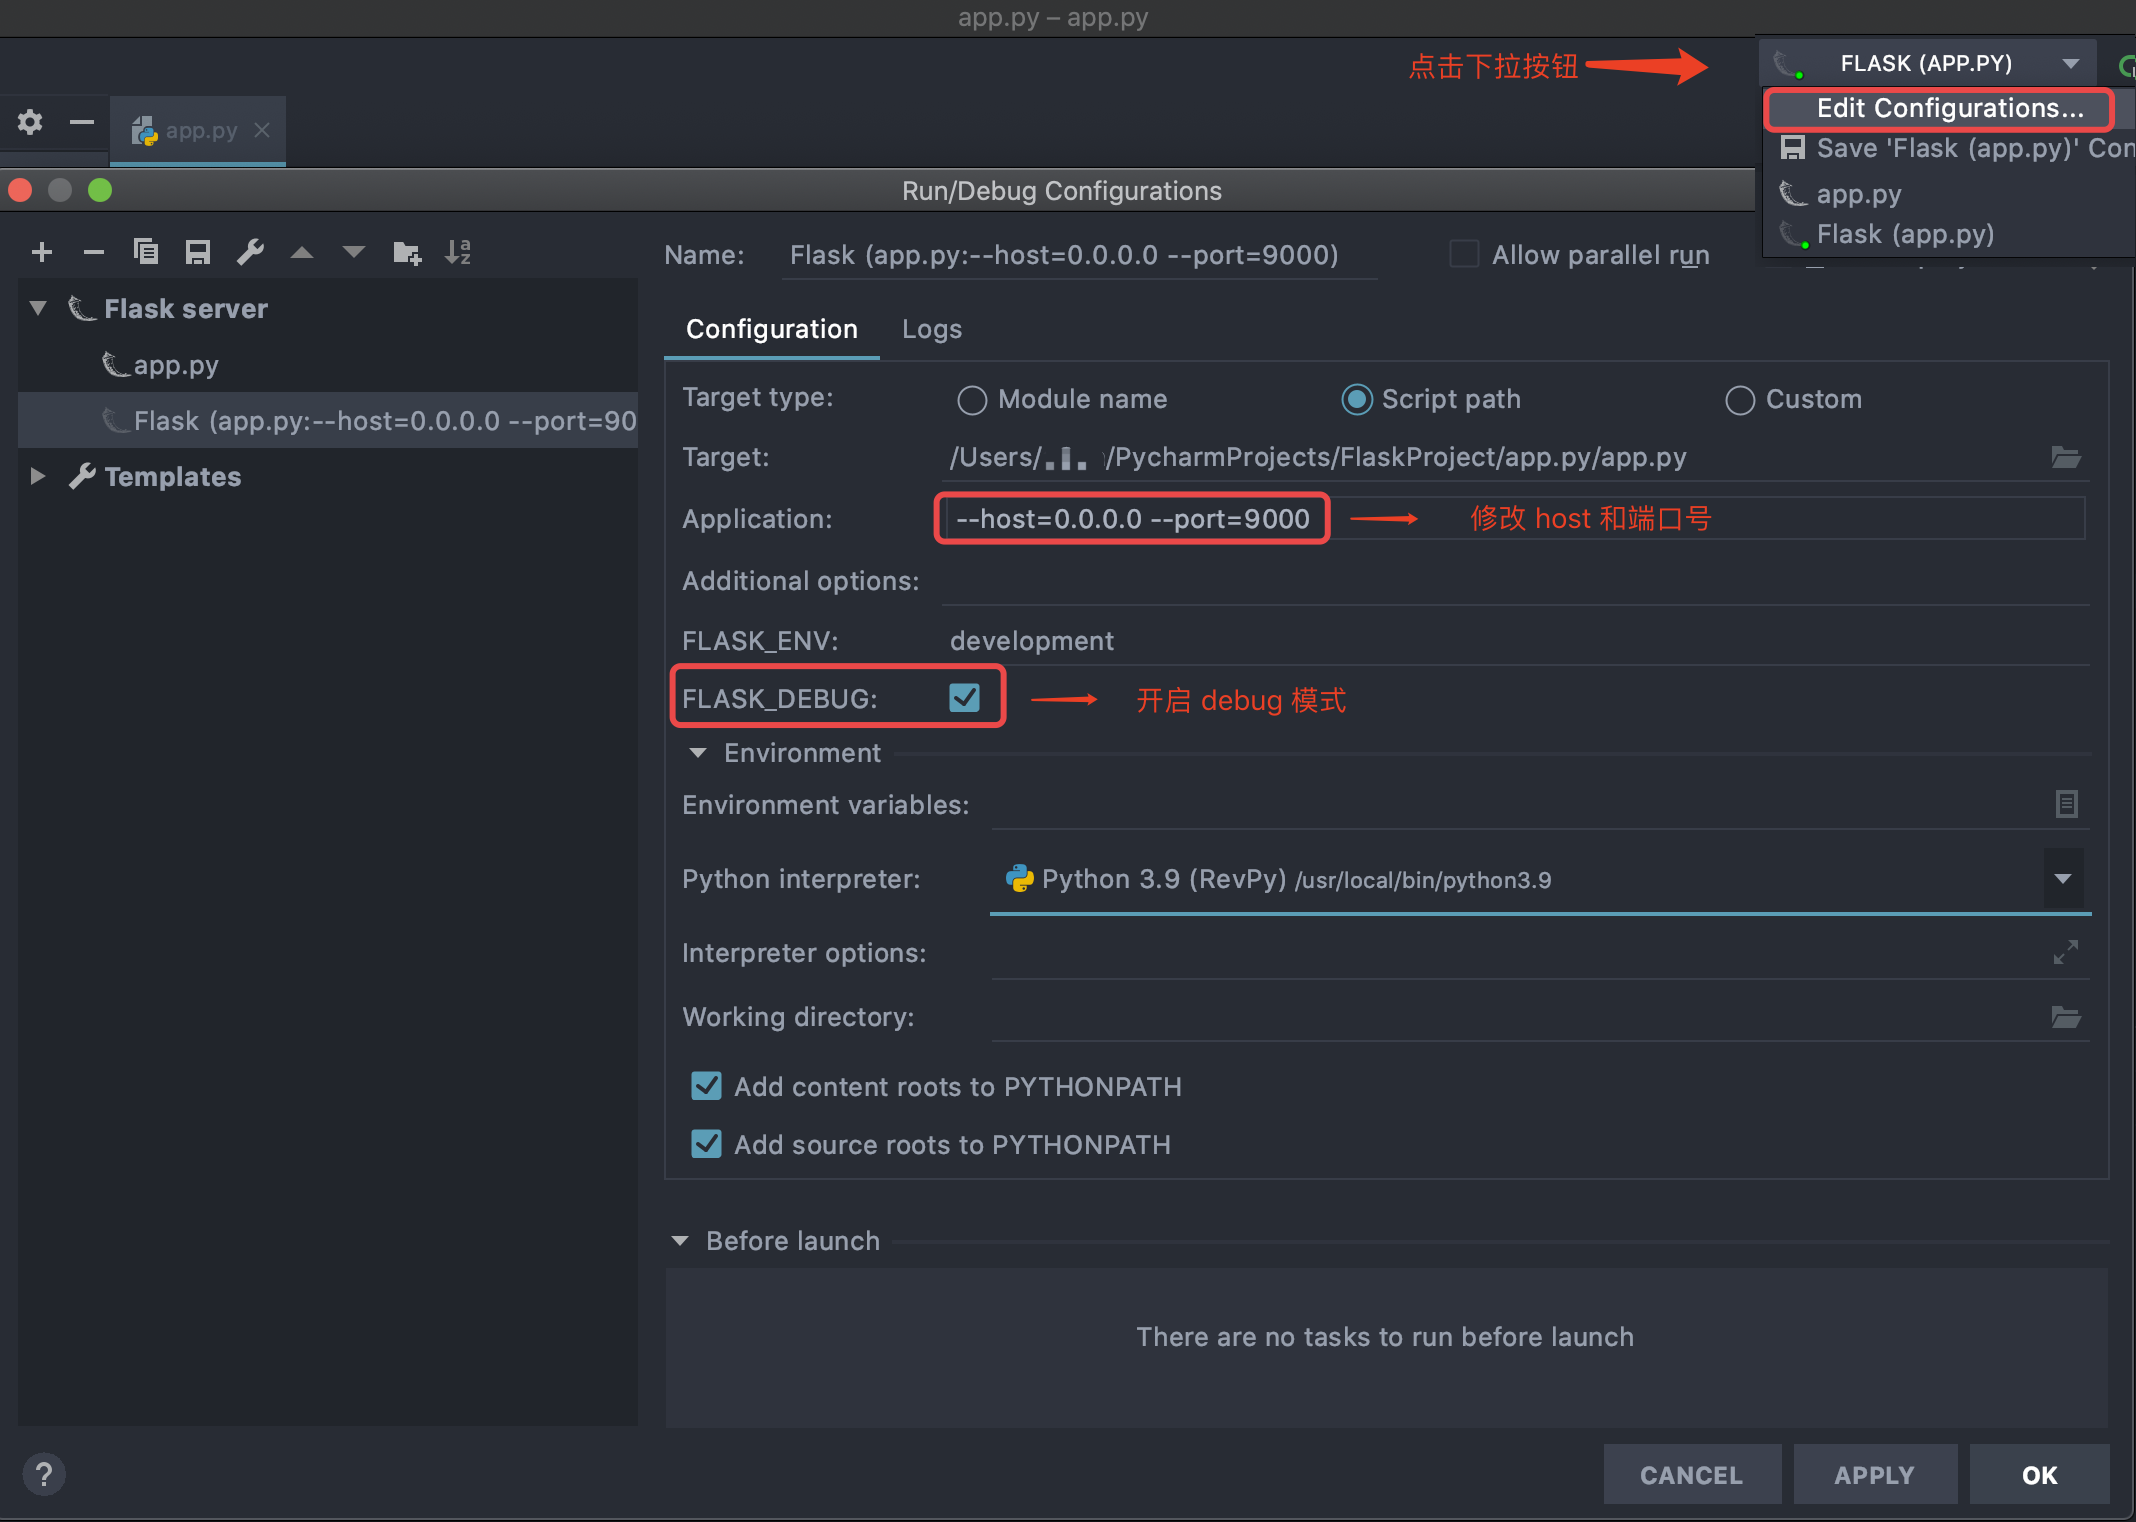 app.py – app.py
点击下拉按钮
FLASK (APP.PY)
Edit Configurations...
Save 'Flask (app.py)' Con
app.py
Flask (app.py)
app.py
Run/Debug Configurations
Name: Flask (app.py:--host=0.0.0.0 --port=9000)
Allow parallel run
Flask server
app.py
Flask (app.py:--host=0.0.0.0 --port=90
Templates
Configuration Logs
Target type: Module name Script path Custom
Target: /Users/ /PycharmProjects/FlaskProject/app.py/app.py
Application: --host=0.0.0.0 --port=9000 修改 host 和端口号
Additional options:
FLASK_ENV: development
FLASK_DEBUG: 开启 debug 模式
Environment
Environment variables:
Python interpreter: Python 3.9 (RevPy) /usr/local/bin/python3.9
Interpreter options:
Working directory:
Add content roots to PYTHONPATH
Add source roots to PYTHONPATH
Before launch
There are no tasks to run before launch
?
CANCEL APPLY OK